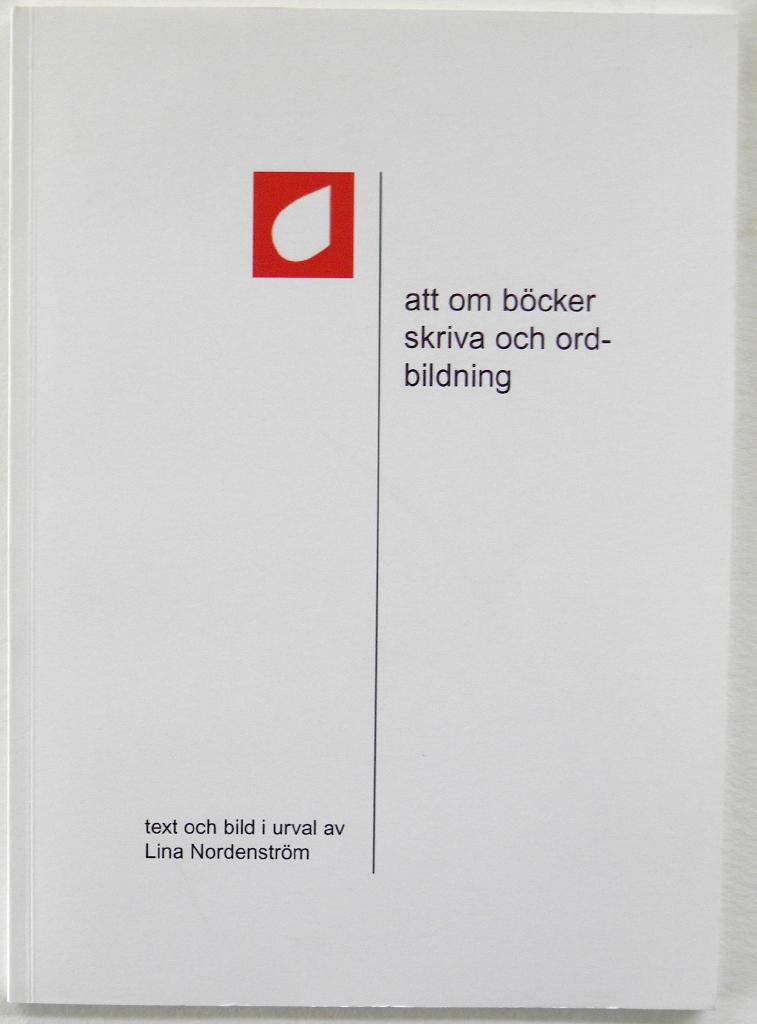 att om böcker
skriva och ord-
bildning
text och bild i urval av
Lina Nordenström